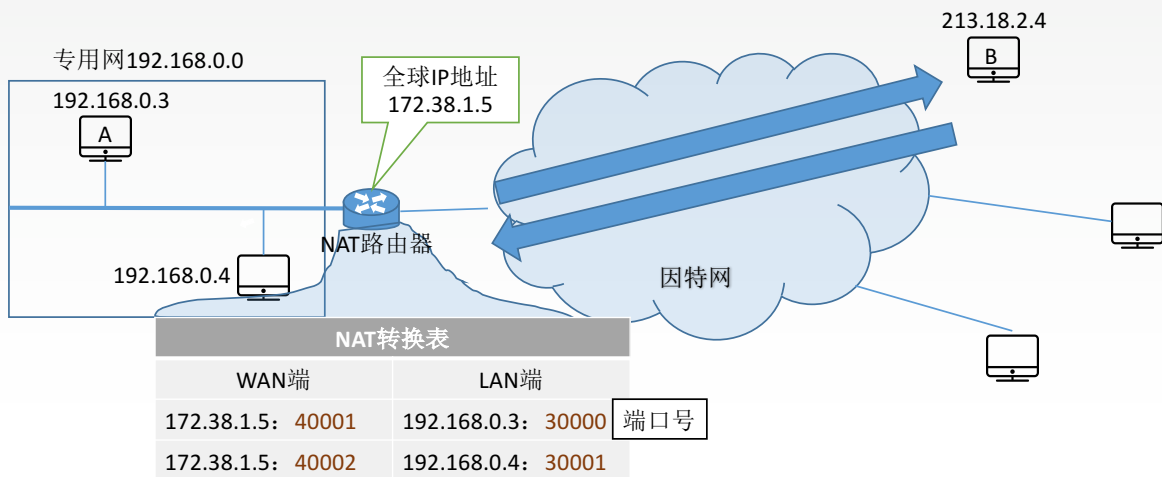 213.18.2.4
B
专用网192.168.0.0
192.168.0.3
A
全球IP地址
172.38.1.5
NAT路由器
192.168.0.4
因特网
NAT转换表
WAN端 LAN端
172.38.1.5：40001 192.168.0.3：30000 端口号
172.38.1.5：40002 192.168.0.4：30001